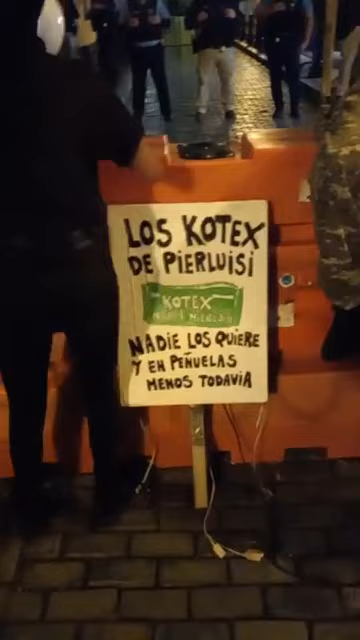 LOS KOTEX
DE PIERLUISI
KOTEX
NADIE LOS QUIERE
Y EN PEÑUELAS
MENOS TODAVIA